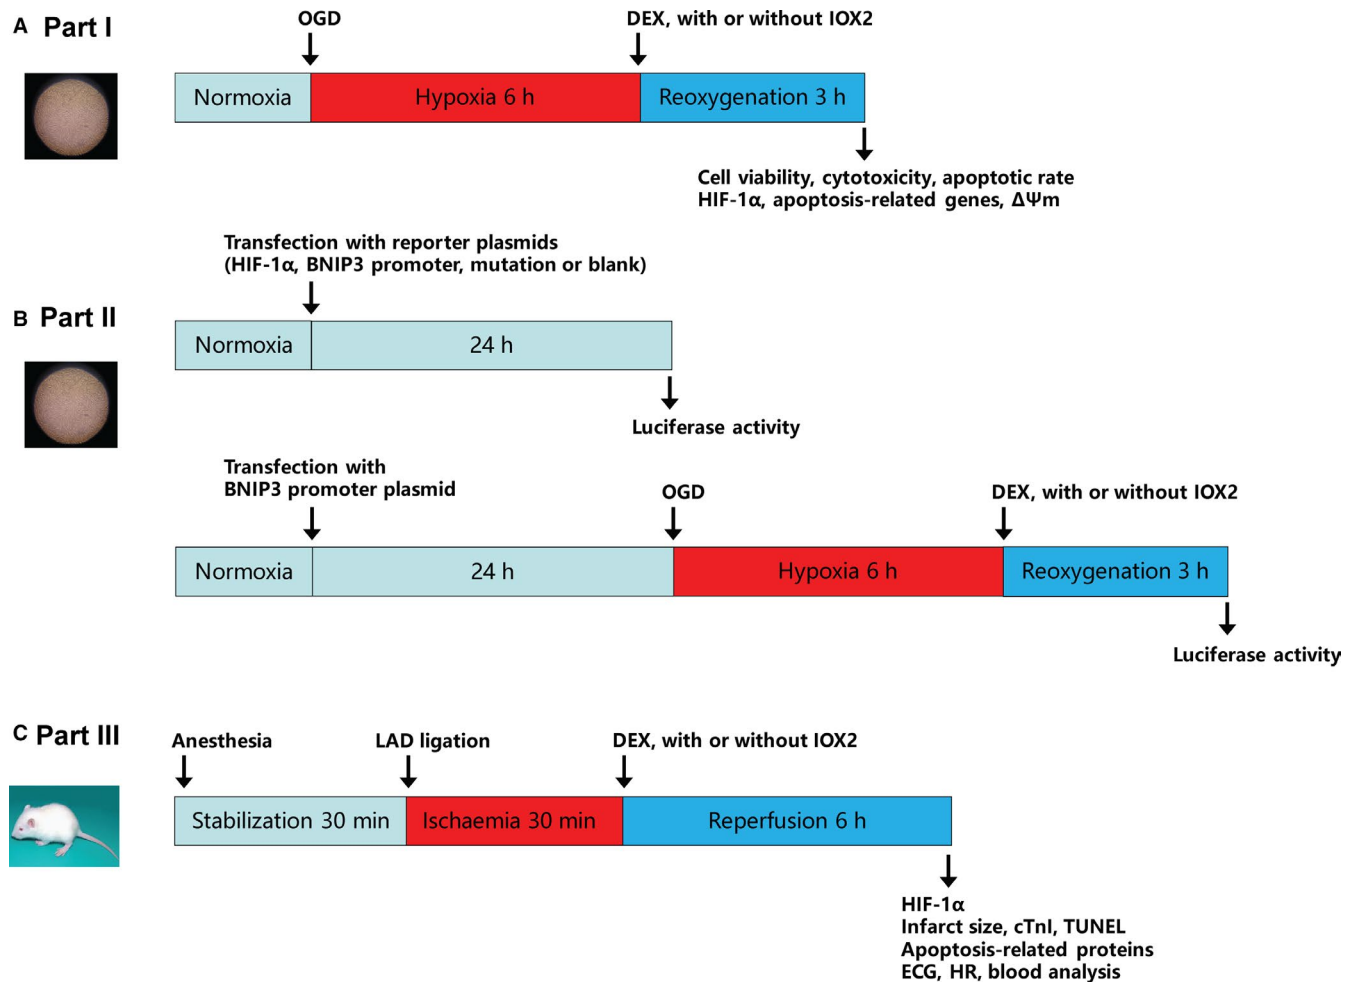 A Part I
OGD
DEX, with or without IOX2
Normoxia
Hypoxia 6 h
Reoxygenation 3 h
Cell viability, cytotoxicity, apoptotic rate
HIF-1α, apoptosis-related genes, ΔΨm
Transfection with reporter plasmids
(HIF-1α, BNIP3 promoter, mutation or blank)
B Part II
Normoxia
24 h
Luciferase activity
Transfection with
BNIP3 promoter plasmid
OGD
DEX, with or without IOX2
Normoxia
24 h
Hypoxia 6 h
Reoxygenation 3 h
Luciferase activity
C Part III
Anesthesia
LAD ligation
DEX, with or without IOX2
Stabilization 30 min
Ischaemia 30 min
Reperfusion 6 h
HIF-1α
Infarct size, cTnI, TUNEL
Apoptosis-related proteins
ECG, HR, blood analysis